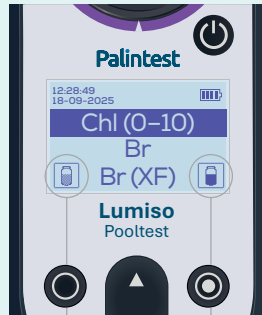 Palintest
12:28:49
18-09-2025
Chl (0–10)
Br
Br (XF)
Lumiso
Pooltest